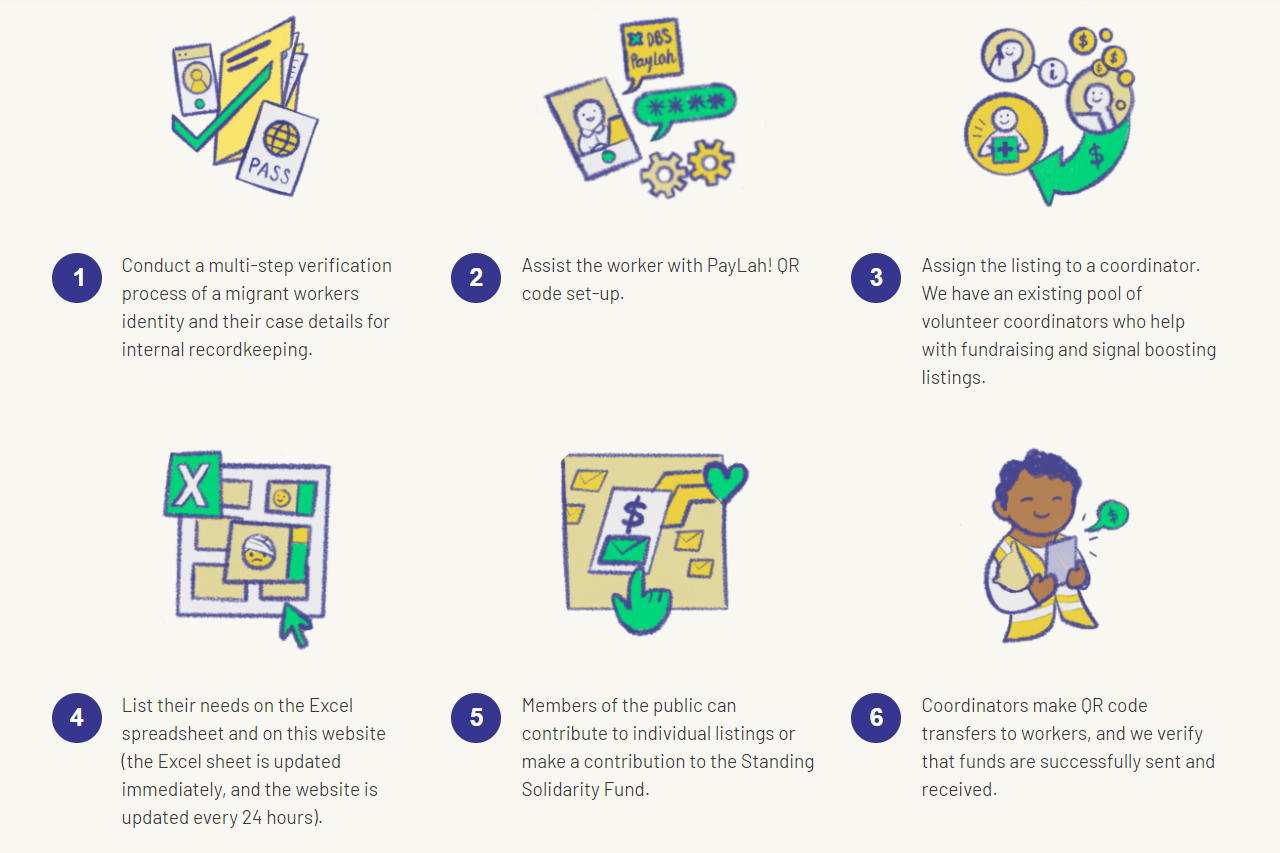 PASS
DBS
PayLah
****
$
i
$
$
$
1
Conduct a multi-step verification
process of a migrant workers
identity and their case details for
internal recordkeeping.
2
Assist the worker with PayLah! QR
code set-up.
3
Assign the listing to a coordinator.
We have an existing pool of
volunteer coordinators who help
with fundraising and signal boosting
listings.
X
$
$
4
List their needs on the Excel
spreadsheet and on this website
(the Excel sheet is updated
immediately, and the website is
updated every 24 hours).
5
Members of the public can
contribute to individual listings or
make a contribution to the Standing
Solidarity Fund.
6
Coordinators make QR code
transfers to workers, and we verify
that funds are successfully sent and
received.